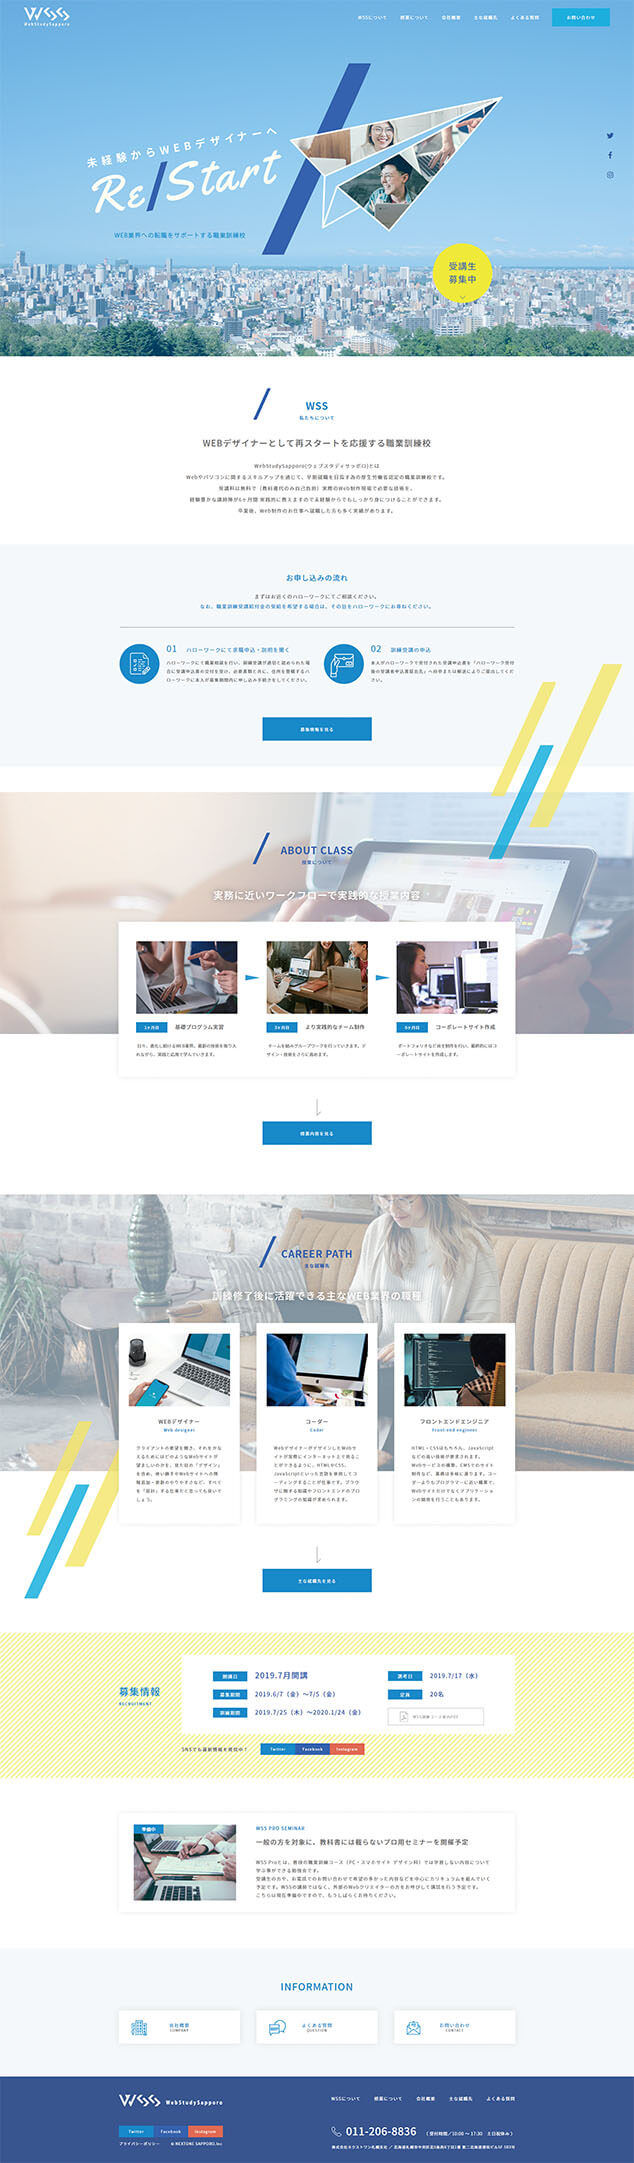 WSS
WebStudySapporo
WSSについて 授業について 会社概要 主な就職先 よくある質問 お問い合わせ
未経験からWEBデザイナーへ
Re/Start
WEB業界への転職をサポートする職業訓練校
受講生
募集中
WSS
私たちについて
WEBデザイナーとして再スタートを応援する職業訓練校
WebStudySapporo(ウェブスタディサッポロ)とは
Webやパソコンに関するスキルアップを通じて、早期就職を目指す為の厚生労働省認定の職業訓練校です。
受講料は無料で(教科書代のみ自己負担)実際のWeb制作現場で必要な技術を、
経験豊かな講師陣が6ヶ月間 実践的に教えますので未経験からでもしっかり身につけることができます。
卒業後、Web制作のお仕事へ就職した方も多く実績があります。
お申し込みの流れ
まずはお近くのハローワークにてご相談ください。
なお、職業訓練受講給付金の受給を希望する場合は、その旨をハローワークにお尋ねください。
01 ハローワークにて求職申込・説明を聞く
ハローワークにて職業相談を行い、訓練受講が適切と認められた場
合に受講申込書の交付を受け、必要書類と共に、住所を管轄するハ
ローワークに本人が募集期間内に申し込み手続きをしてください。
02 訓練受講の申込
本人がハローワークで受付された受講申込書を「ハローワーク受付
後の受講者申込書提出先」へ持参または郵送によりご提出してくだ
さい。
募集情報を見る
ABOUT CLASS
授業について
実務に近いワークフローで実践的な授業内容
1ヶ月目 基礎プログラム実習
日々、進化し続けるWEB業界。最新の技術を取り入
れながら、実践と応用で学んでいきます。
3ヶ月目 より実践的なチーム制作
チームを組みグループワークを行っていきます。デ
ザイン・技術をさらに高めます。
6ヶ月目 コーポレートサイト作成
ポートフォリオなど自主制作を行い、最終的にはコ
ーポレートサイトを作成します。
授業内容を見る
CAREER PATH
主な就職先
訓練修了後に活躍できる主なWEB業界の職種
WEBデザイナー
Web designer
クライアントの要望を聞き、それをかな
えるためにはどのようなWebサイトが
望ましいのかを、見た目の「デザイン」
を含め、使い勝手やWebサイトへの情
報追加・更新のやりやすさなど、すべて
を「設計」する仕事だと言っても良いで
しょう。
コーダー
Coder
WebデザイナーがデザインしたWebサ
イトが実際にインターネット上で見るこ
とができるように、HTMLやCSS、
JavaScriptといった言語を使用してコ
ーディングすることが仕事です。ブラウ
ザに関する知識やフロントエンドのプロ
グラミングの知識が求められます。
フロントエンドエンジニア
Front-end engineer
HTML・CSSはもちろん、JavaScript
などの高い技術が要求されます。
Webサービスの構築、CMSでのサイト
制作など、業務は多岐に渡ります。コー
ダーよりもプログラマーに近い職業で、
Webサイトだけでなくアプリケーショ
ンの開発を行うこともあります。
主な就職先を見る
募集情報
RECRUITMENT
開講日 2019.7月開講
募集期間 2019.6/7(金)〜7/5(金)
訓練期間 2019.7/25(木)〜2020.1/24(金)
選考日 2019.7/17(水)
定員 20名
WSS訓練コース案内PDF
SNSでも最新情報を発信中!
Twitter Facebook Instagram
準備中
WSS PRO SEMINAR
一般の方を対象に、教科書には載らないプロ用セミナーを開催予定
WSS Proとは、普段の職業訓練コース(PC・スマホサイト デザイン科)では学習しない内容について
学ぶ事ができる勉強会です。
受講生の方や、お電話でのお問い合わせで希望の多かった内容などを中心にカリキュラムを組んでいく
予定です。WSSの講師ではなく、外部のWebクリエイターの方をお呼びして講話を行う予定です。
こちらは現在準備中ですので、もうしばらくお待ちください。
INFORMATION
会社概要
COMPANY
よくある質問
QUESTION
お問い合わせ
CONTACT
WSS WebStudySapporo
WSSについて 授業について 会社概要 主な就職先 よくある質問
Twitter Facebook Instagram
011-206-8836 (受付時間/10:00 〜 17:30 土日祝休み)
プライバシーポリシー © NEXTONE SAPPORO.Inc